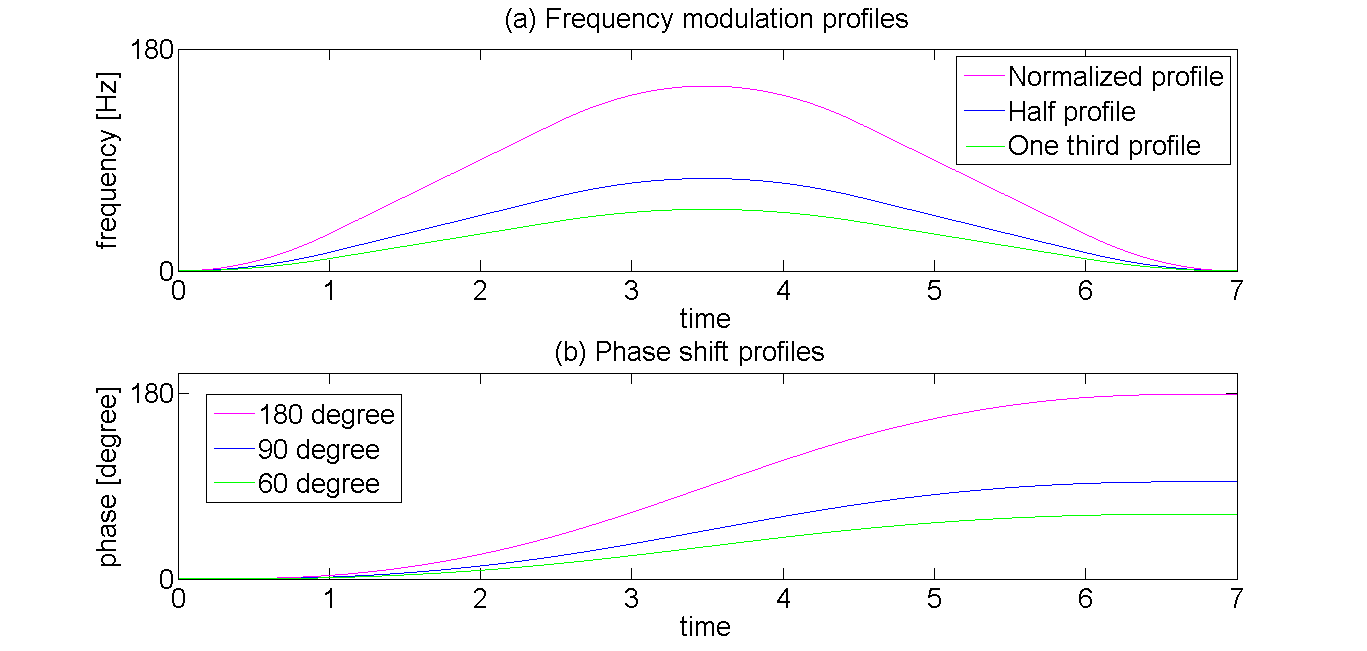 (a) Frequency modulation profiles
180
frequency [Hz]
Normalized profile
Half profile
One third profile
0
0 1 2 3 4 5 6 7
time
(b) Phase shift profiles
180
phase [degree]
180 degree
90 degree
60 degree
0
0 1 2 3 4 5 6 7
time